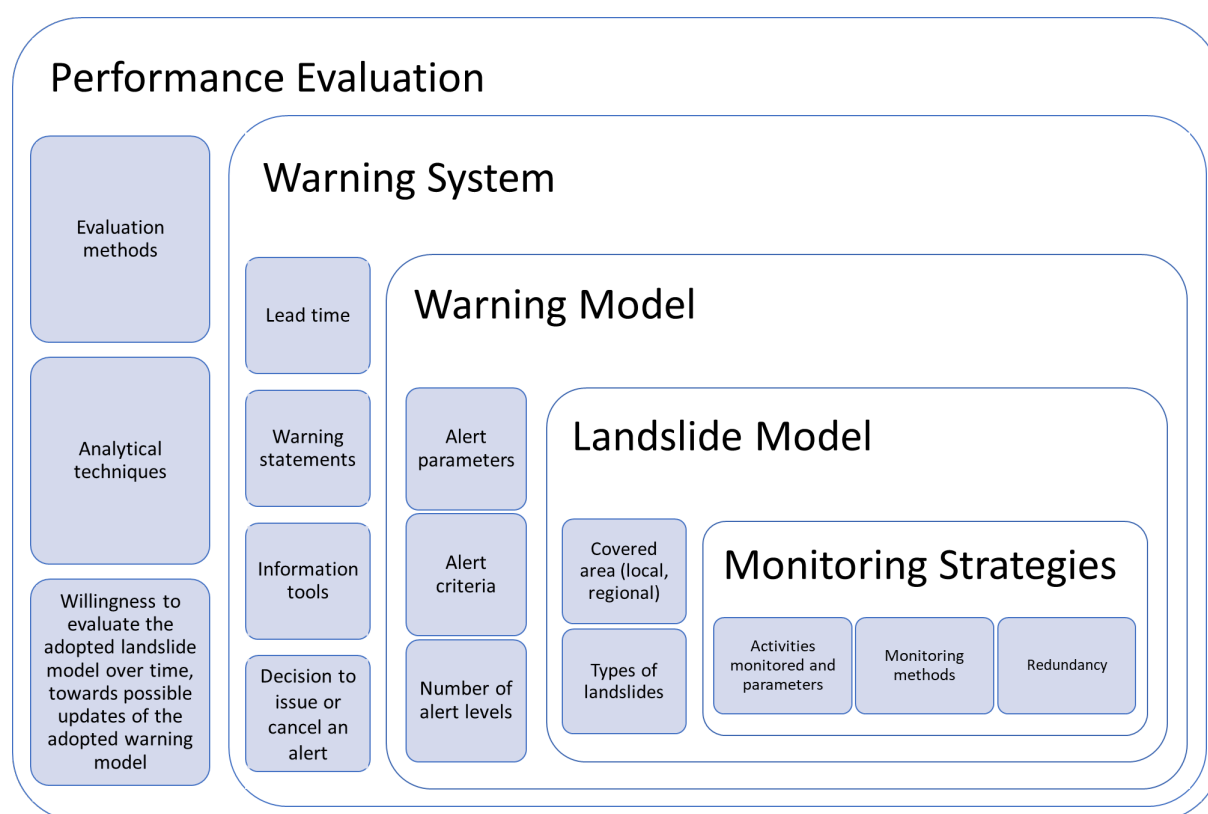 Performance Evaluation
Evaluation
methods
Analytical
techniques
Willingness to
evaluate the
adopted landslide
model over time,
towards possible
updates of the
adopted warning
model
Warning System
Lead time
Warning
statements
Information
tools
Decision to
issue or
cancel an
alert
Warning Model
Alert
parameters
Alert
criteria
Number of
alert levels
Landslide Model
Covered
area (local,
regional)
Types of
landslides
Monitoring Strategies
Activities
monitored and
parameters
Monitoring
methods
Redundancy